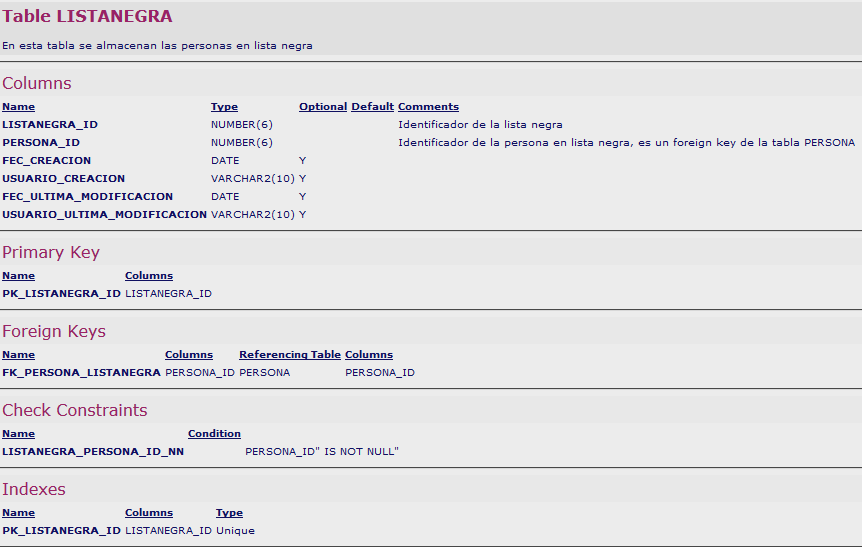 Table LISTANEGRA
En esta tabla se almacenan las personas en lista negra
Columns
Name Type Optional Default Comments
LISTANEGRA_ID NUMBER(6) Identificador de la lista negra
PERSONA_ID NUMBER(6) Identificador de la persona en lista negra, es un foreign key de la tabla PERSONA
FEC_CREACION DATE Y
USUARIO_CREACION VARCHAR2(10) Y
FEC_ULTIMA_MODIFICACION DATE Y
USUARIO_ULTIMA_MODIFICACION VARCHAR2(10) Y
Primary Key
Name Columns
PK_LISTANEGRA_ID LISTANEGRA_ID
Foreign Keys
Name Columns Referencing Table Columns
FK_PERSONA_LISTANEGRA PERSONA_ID PERSONA PERSONA_ID
Check Constraints
Name Condition
LISTANEGRA_PERSONA_ID_NN PERSONA_ID" IS NOT NULL"
Indexes
Name Columns Type
PK_LISTANEGRA_ID LISTANEGRA_ID Unique